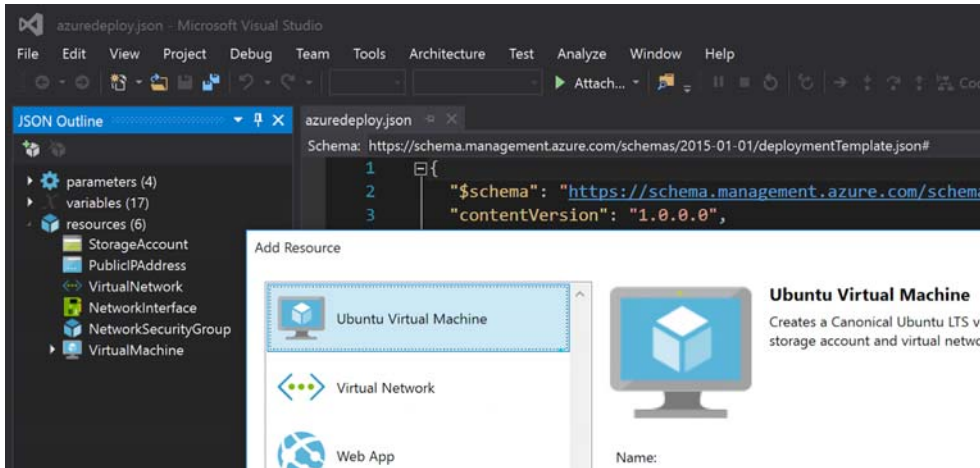 azuredeploy.json - Microsoft Visual Studio
File Edit View Project Debug Team Tools Architecture Test Analyze Window Help
Attach...
JSON Outline
azuredeploy.json
Schema: https://schema.management.azure.com/schemas/2015-01-01/deploymentTemplate.json#
parameters (4)
variables (17)
resources (6)
StorageAccount
PublicIPAddress
VirtualNetwork
NetworkInterface
NetworkSecurityGroup
VirtualMachine
1 {
2 "$schema": "https://schema.management.azure.com/schema
3 "contentVersion": "1.0.0.0",
Add Resource
Ubuntu Virtual Machine
Virtual Network
Web App
Ubuntu Virtual Machine
Creates a Canonical Ubuntu LTS v
storage account and virtual netwo
Name: